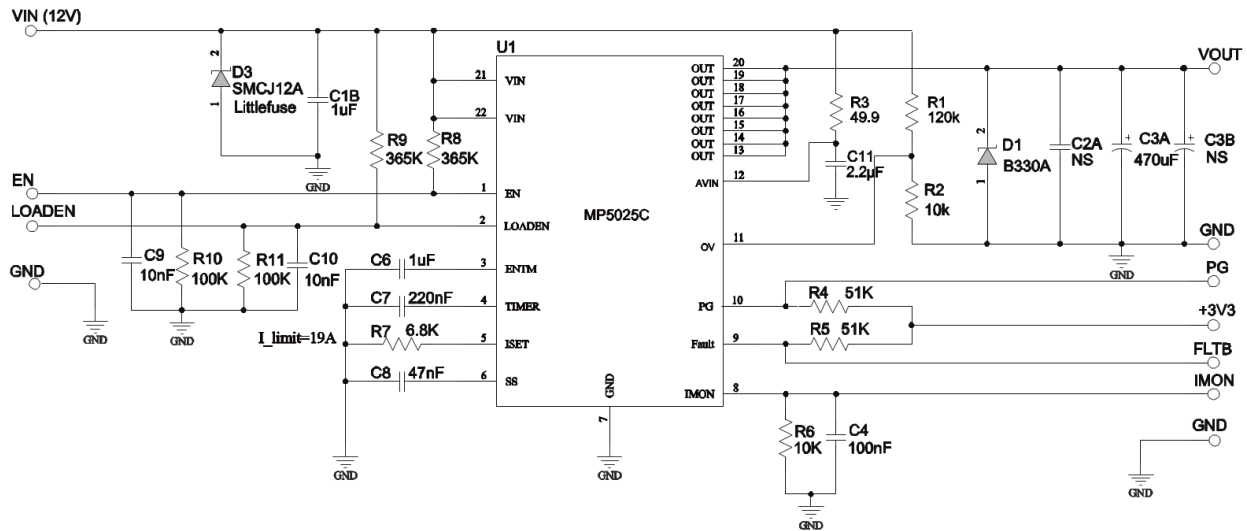 VIN (12V)
U1
D3
SMCJ12A
Littlefuse
2
1
C1B
1uF
GND
R9
365K
R8
365K
21
VIN
22
VIN
EN
1
EN
LOADEN
2
LOADEN
GND
GND
C9
10nF
R10
100K
R11
100K
C10
10nF
GND
C6
1uF
3
ENTM
C7
220nF
4
TIMER
I_limit=19A
R7
6.8K
5
ISET
C8
47nF
6
SS
GND
MP5025C
GND
7
GND
OUT 20
OUT 19
OUT 18
OUT 17
OUT 16
OUT 15
OUT 14
OUT 13
AVIN
12
OV
11
PG
10
Fault
9
IMON
8
R3
49.9
C11
2.2µF
GND
R1
120k
R2
10k
D1
B330A
2
1
C2A
NS
+
C3A
470uF
+
C3B
NS
GND
VOUT
GND
PG
R4
51K
R5
51K
+3V3
FLTB
IMON
R6
10K
C4
100nF
GND
GND
GND